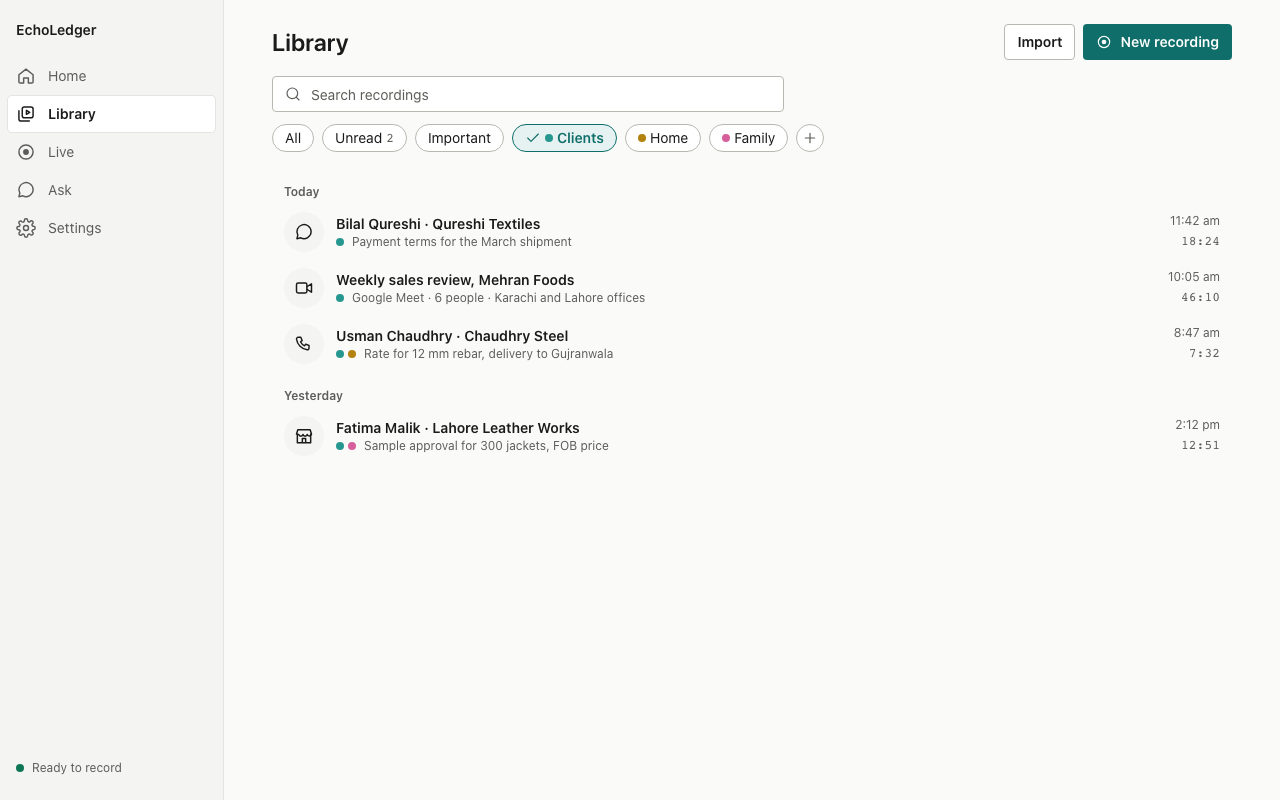 EchoLedger
Home
Library
Live
Ask
Settings
Ready to record
Library
Import
New recording
Search recordings
All
Unread 2
Important
Clients
Home
Family
Today
Bilal Qureshi · Qureshi Textiles
11:42 am
Payment terms for the March shipment
18:24
Weekly sales review, Mehran Foods
10:05 am
Google Meet · 6 people · Karachi and Lahore offices
46:10
Usman Chaudhry · Chaudhry Steel
8:47 am
Rate for 12 mm rebar, delivery to Gujranwala
7:32
Yesterday
Fatima Malik · Lahore Leather Works
2:12 pm
Sample approval for 300 jackets, FOB price
12:51